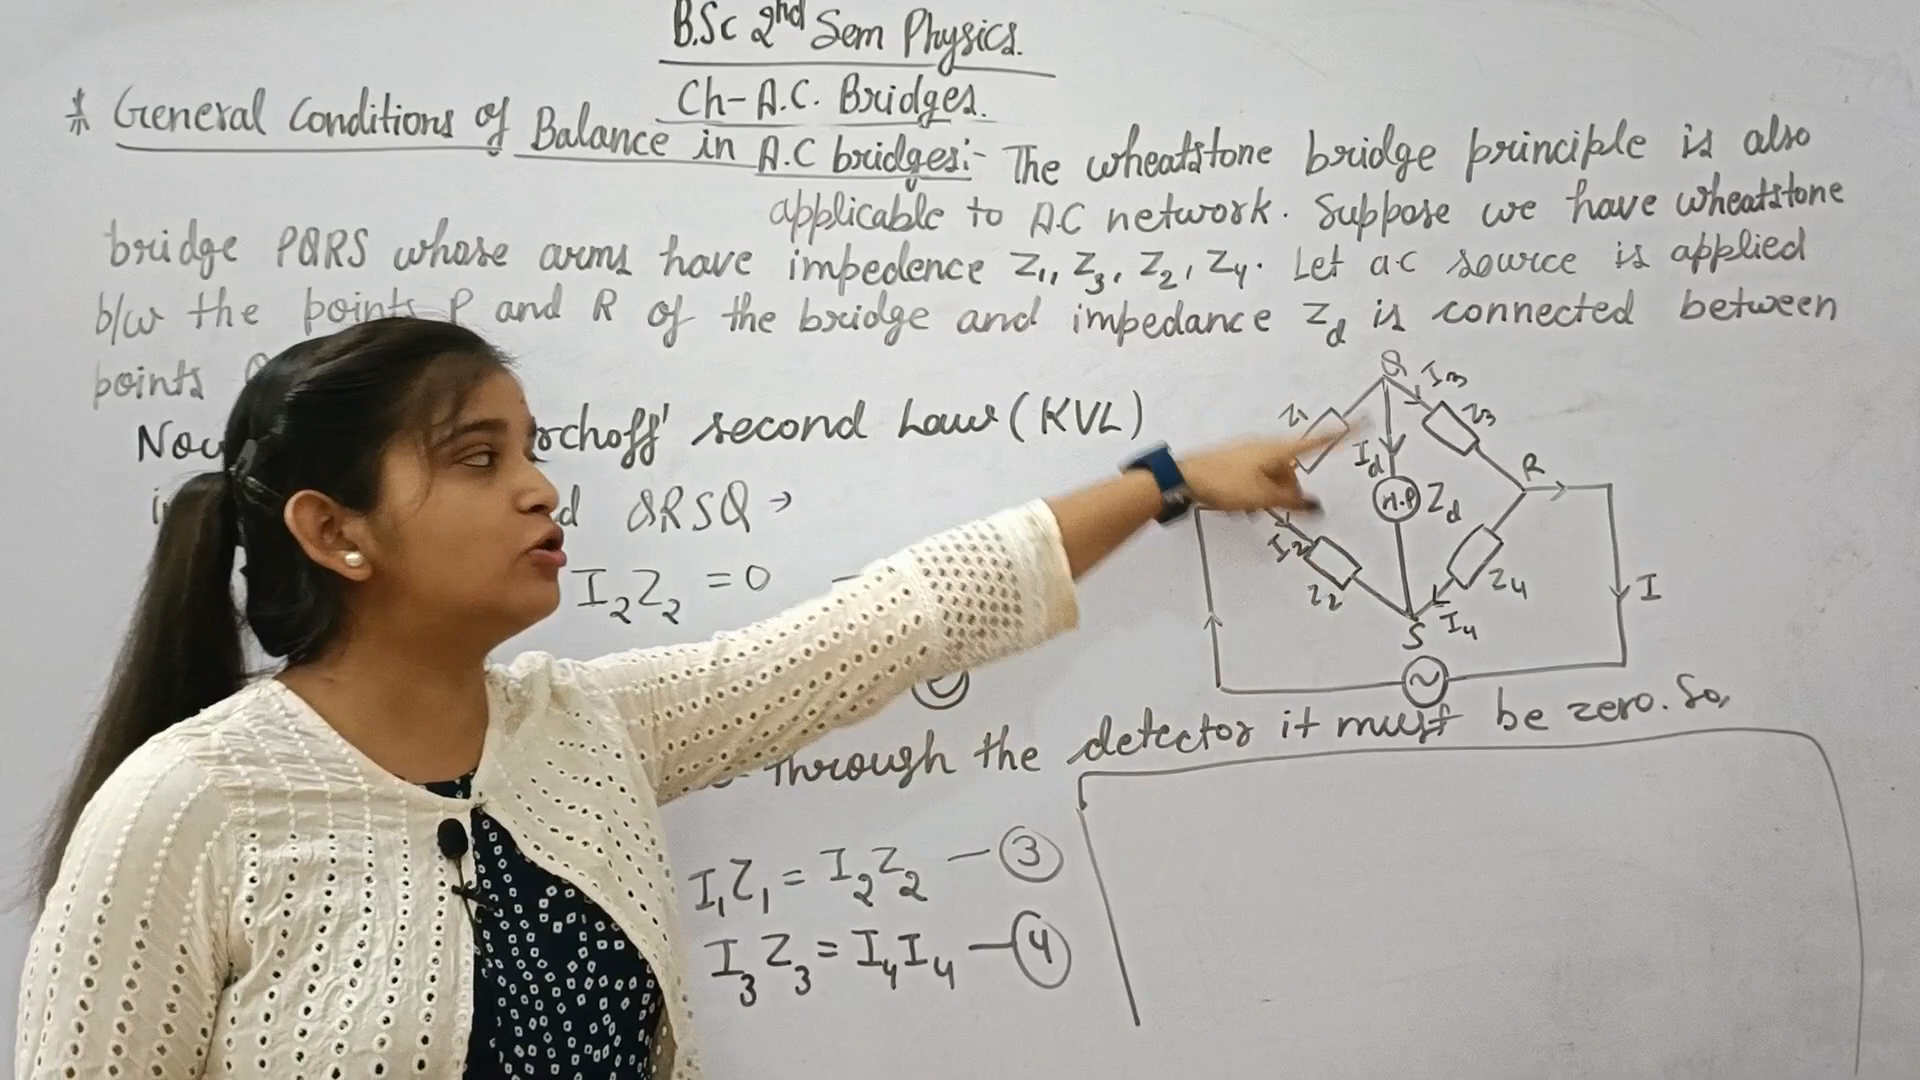 B.Sc 2nd Sem Physics.
Ch- A.C. Bridges.
* General Conditions of Balance in A.C bridges:- The wheatstone bridge principle is also
applicable to A.C network. Suppose we have wheatstone
bridge PQRS whose arms have impedence Z1, Z3, Z2, Z4. Let a.c source is applied
b/w the points P and R of the bridge and impedance Zd is connected between
points
orchoff' second Law (KVL)
QRSQ →
I2Z2 = 0 —
through the detector it must be zero. So,
I1Z1 = I2Z2 — 3
I3Z3 = I4I4 — 4
Q
I3
Z1
Z3
Id
R
H.P
Zd
I2
Z2
Z4
I
S
I4
~